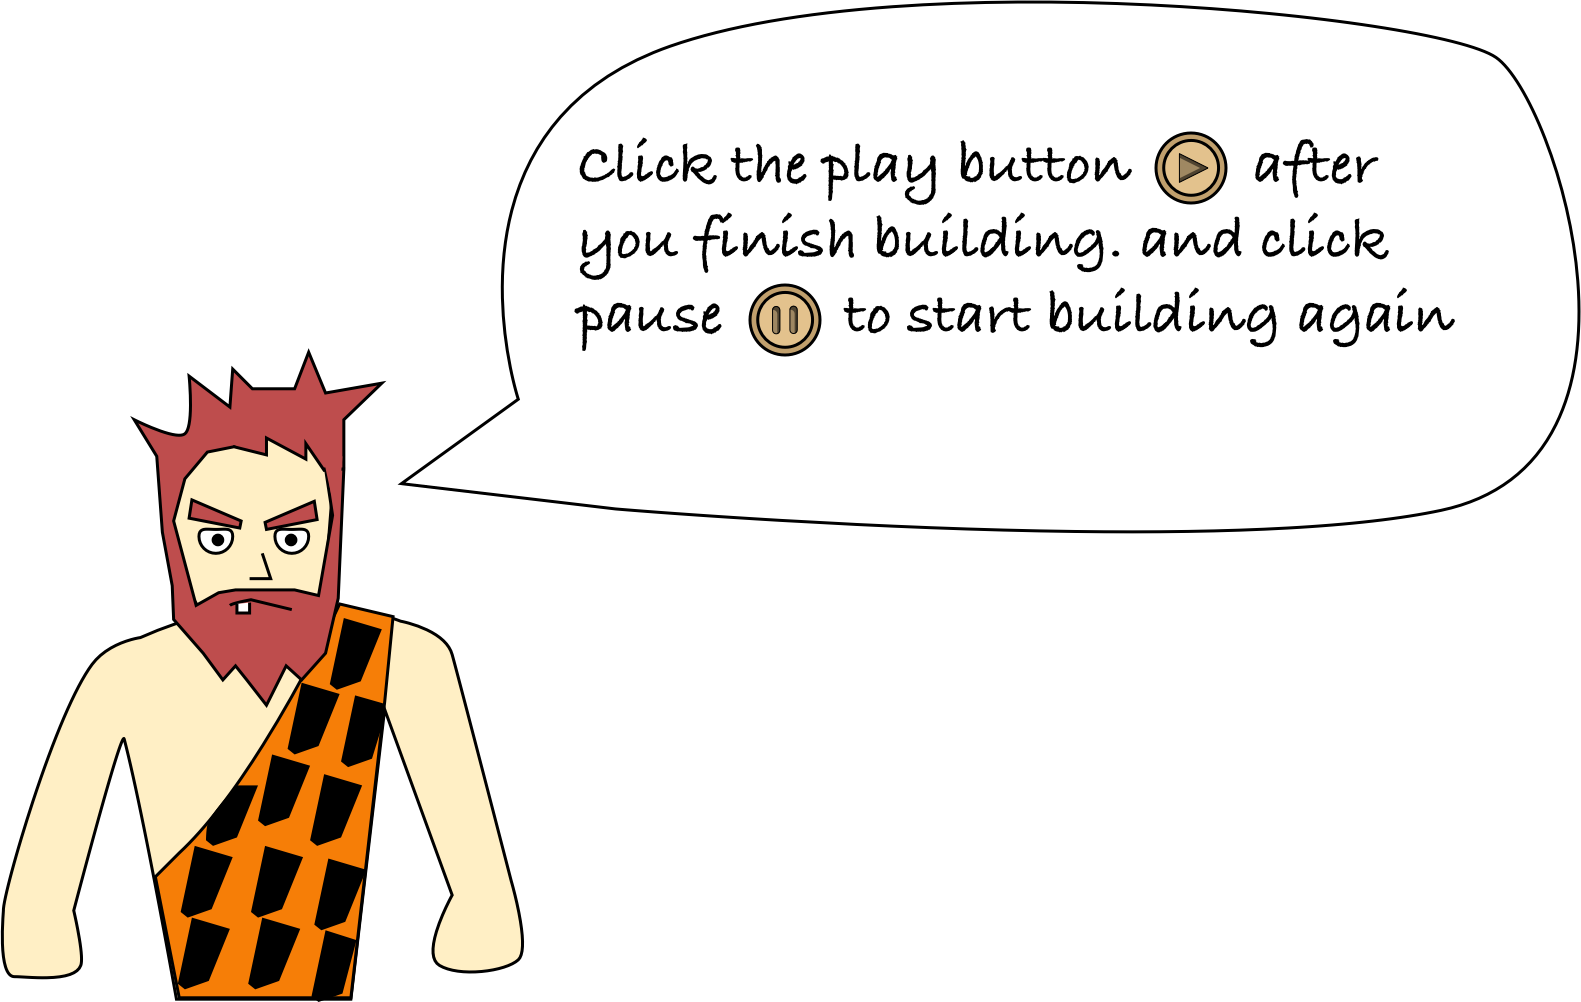 Click the play button after
you finish building. and click
pause to start building again